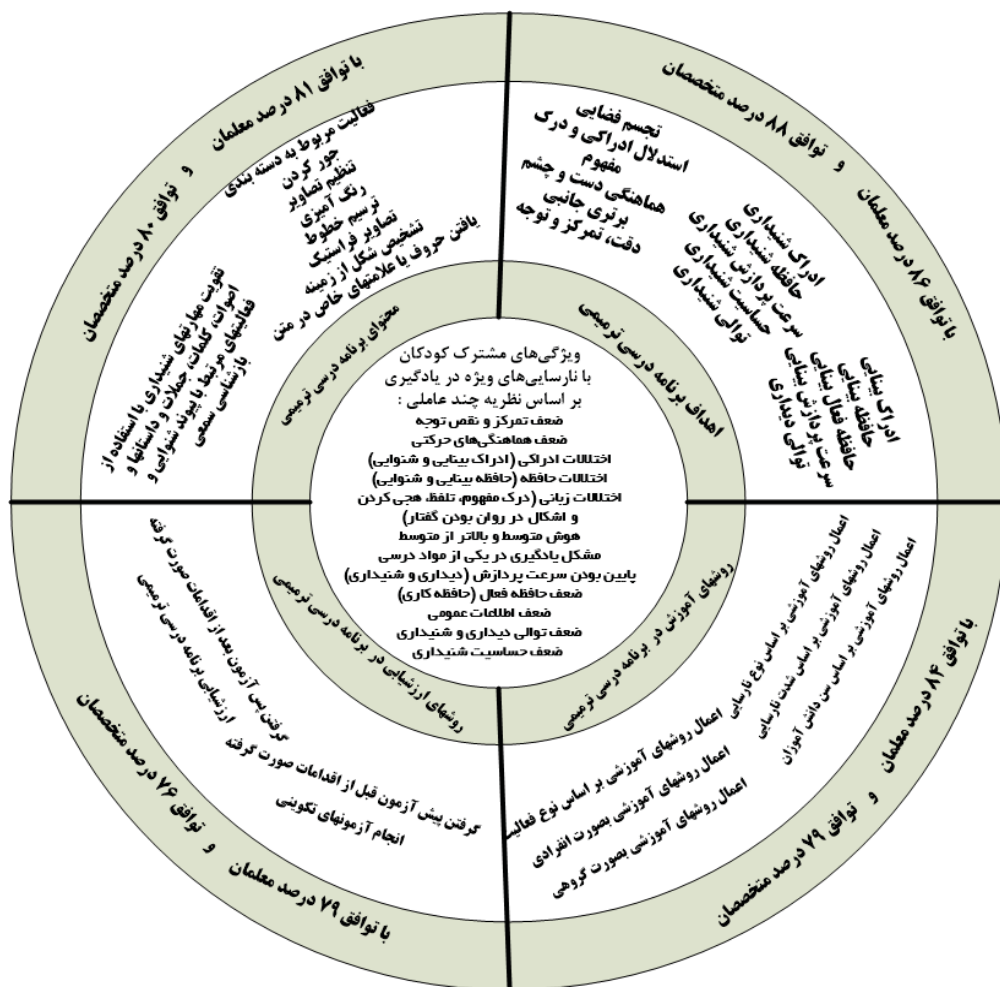 با توافق ۸۶ درصد معلمان و توافق ۸۸ درصد متخصصان
تجسم فضایی
استدلال ادراکی و درک
مفهوم
هماهنگی دست و چشم
برتری جانبی
دقت، تمرکز و توجه
ادراک شنیداری
حافظه شنیداری
سرعت پردازش شنیداری
حساسیت شنیداری
توالی شنیداری
ادراک بینایی
حافظه بینایی
حافظه فعال بینایی
سرعت پردازش بینایی
توالی دیداری
اهداف برنامه درسی ترمیمی
با توافق ۸۱ درصد معلمان و توافق ۸۰ درصد متخصصان
فعالیت مربوط به دسته بندی
جور کردن
تنظیم تصاویر
رنگ آمیزی
ترسیم خطوط
تصاویر فراستیک
تشخیص شکل از زمینه
یافتن حروف یا علامتهای خاص در متن
تقویت مهارتهای شنیداری با استفاده از
اصوات، کلمات، جملات و داستانها و
فعالیتهای مرتبط با پیوند شنوایی و
بازشناسی سمعی
محتوای برنامه درسی ترمیمی
ویژگی‌های مشترک کودکان
با نارسایی‌های ویژه در یادگیری
بر اساس نظریه چند عاملی :
ضعف تمرکز و نقص توجه
ضعف هماهنگی‌های حرکتی
اختلالات ادراکی (ادراک بینایی و شنوایی)
اختلالات حافظه (حافظه بینایی و شنوایی)
اختلالات زبانی (درک مفهوم، تلفظ، هجی کردن
و اشکال در روان بودن گفتار)
هوش متوسط و بالاتر از متوسط
مشکل یادگیری در یکی از مواد درسی
پایین بودن سرعت پردازش (دیداری و شنیداری)
ضعف حافظه فعال (حافظه کاری)
ضعف اطلاعات عمومی
ضعف توالی دیداری و شنیداری
ضعف حساسیت شنیداری
روشهای آموزش در برنامه درسی ترمیمی
اعمال روشهای آموزشی بر اساس نوع نارسایی
اعمال روشهای آموزشی بر اساس شدت نارسایی
اعمال روشهای آموزشی بر اساس سن دانش آموزان
اعمال روشهای آموزشی بر اساس نوع فعالیت
اعمال روشهای آموزشی بصورت انفرادی
اعمال روشهای آموزشی بصورت گروهی
با توافق ۸۴ درصد معلمان و توافق ۷۹ درصد متخصصان
روشهای ارزشیابی در برنامه درسی ترمیمی
گرفتن پس آزمون بعد از اقدامات صورت گرفته
ارزشیابی برنامه درسی ترمیمی
گرفتن پیش آزمون قبل از اقدامات صورت گرفته
انجام آزمونهای تکوینی
با توافق ۷۹ درصد معلمان و توافق ۷۶ درصد متخصصان